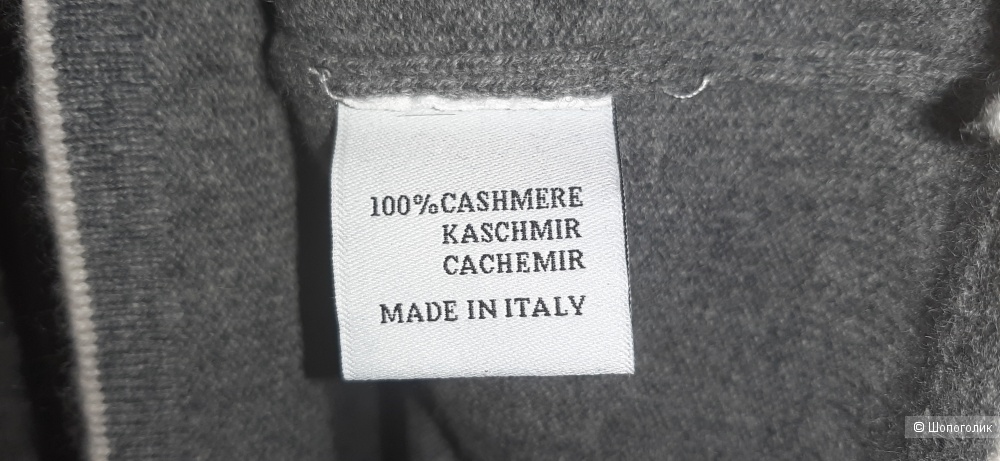 100%CASHMERE
KASCHMIR
CACHEMIR
MADE IN ITALY
© Шопоголик